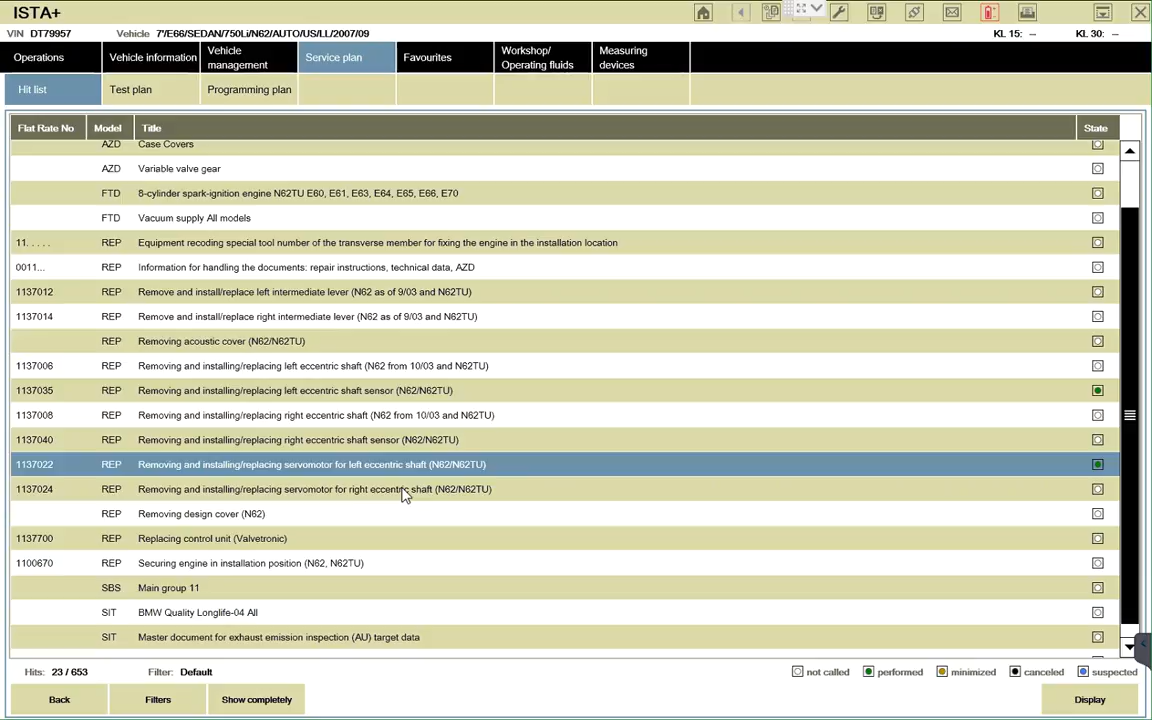 ISTA+
VIN DT79957 Vehicle 7"/E66/SEDAN/750Li/N62/AUTO/US/LL/2007/09 KL 15: -- KL 30: --
Operations Vehicle information Vehicle management Service plan Favourites Workshop/ Operating fluids Measuring devices
Hit list Test plan Programming plan
Flat Rate No Model Title State
AZD Case Covers
AZD Variable valve gear
FTD 8-cylinder spark-ignition engine N62TU E60, E61, E63, E64, E65, E66, E70
FTD Vacuum supply All models
11. . . . . REP Equipment recoding special tool number of the transverse member for fixing the engine in the installation location
0011... REP Information for handling the documents: repair instructions, technical data, AZD
1137012 REP Remove and install/replace left intermediate lever (N62 as of 9/03 and N62TU)
1137014 REP Remove and install/replace right intermediate lever (N62 as of 9/03 and N62TU)
REP Removing acoustic cover (N62/N62TU)
1137006 REP Removing and installing/replacing left eccentric shaft (N62 from 10/03 and N62TU)
1137035 REP Removing and installing/replacing left eccentric shaft sensor (N62/N62TU)
1137008 REP Removing and installing/replacing right eccentric shaft (N62 from 10/03 and N62TU)
1137040 REP Removing and installing/replacing right eccentric shaft sensor (N62/N62TU)
1137022 REP Removing and installing/replacing servomotor for left eccentric shaft (N62/N62TU)
1137024 REP Removing and installing/replacing servomotor for right eccentric shaft (N62/N62TU)
REP Removing design cover (N62)
1137700 REP Replacing control unit (Valvetronic)
1100670 REP Securing engine in installation position (N62, N62TU)
SBS Main group 11
SIT BMW Quality Longlife-04 All
SIT Master document for exhaust emission inspection (AU) target data
Hits: 23 / 653 Filter: Default not called performed minimized canceled suspected
Back Filters Show completely Display